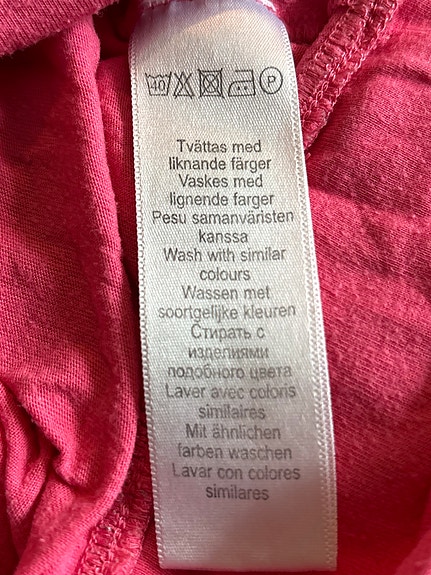 40 P
Tvättas med
liknande färger
Vaskes med
lignende farger
Pesu samanväristen
kanssa
Wash with similar
colours
Wassen met
soortgelijke kleuren
Стирать с
изделиями
подобного цвета
Laver avec coloris
similaires
Mit ähnlichen
farben waschen
Lavar con colores
similares